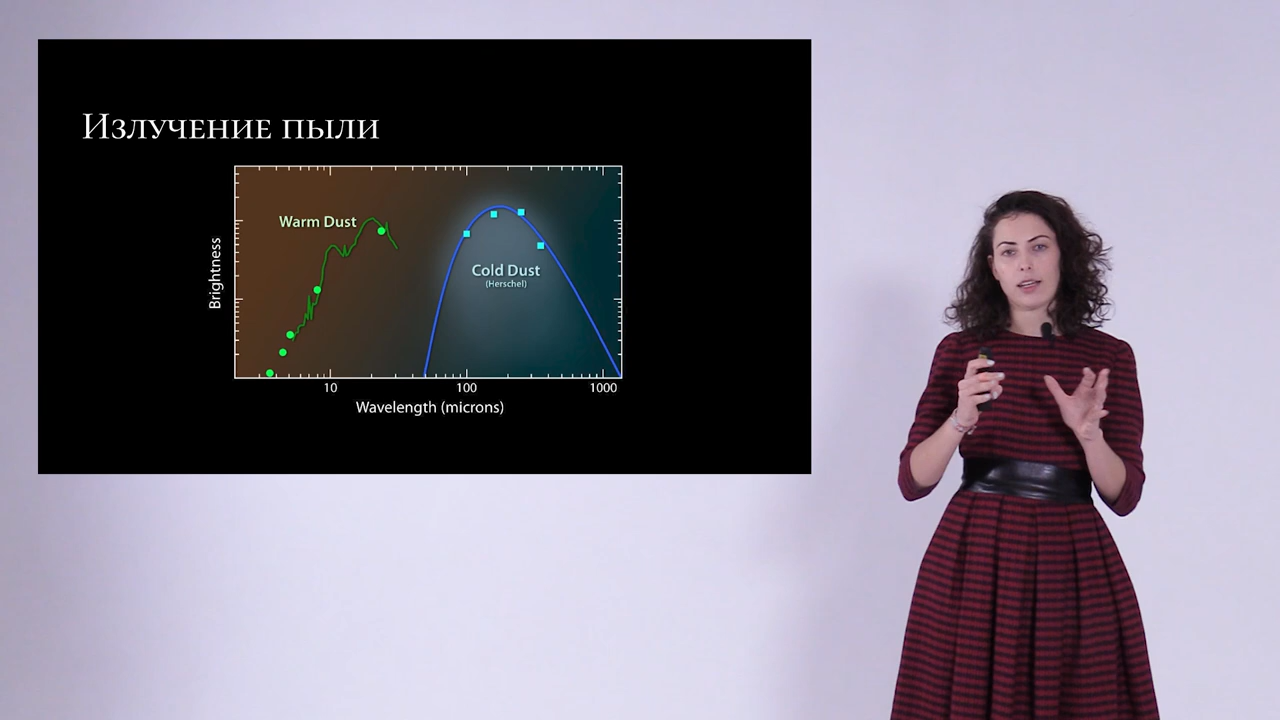 Излучение пыли
Warm Dust
Cold Dust
(Herschel)
Brightness
10
100
1000
Wavelength (microns)